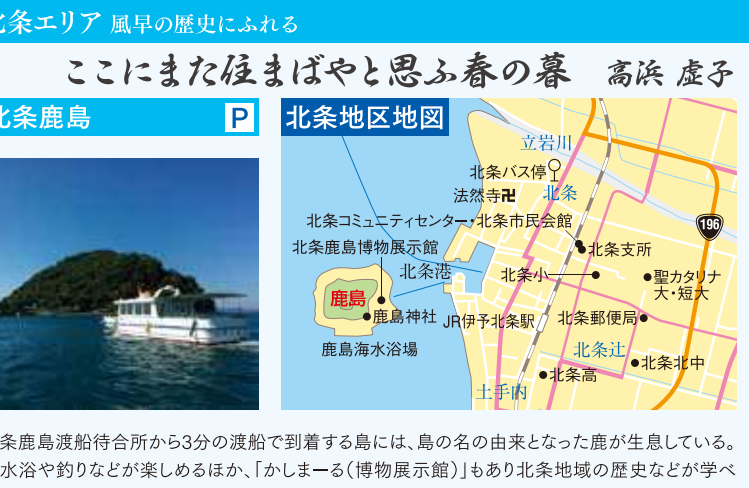 北条エリア 風早の歴史にふれる
ここにまた住まばやと思ふ春の暮 高浜 虚子
北条鹿島
P
北条地区地図
立岩川
北条バス停
法然寺卍 北条
北条コミュニティセンター・北条市民会館
196
北条鹿島博物展示館
北条支所
北条港
北条小
聖カタリナ
大・短大
鹿島
鹿島神社
JR伊予北条駅
北条郵便局
鹿島海水浴場
北条辻
北条北中
北条高
土手内
条鹿島渡船待合所から3分の渡船で到着する島には、島の名の由来となった鹿が生息している。
水浴や釣りなどが楽しめるほか、「かしまーる(博物展示館)」もあり北条地域の歴史などが学べ